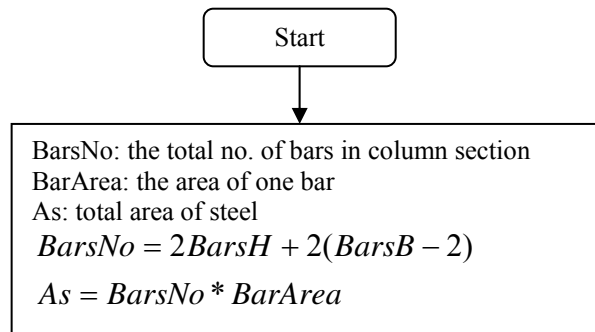 Start
BarsNo: the total no. of bars in column section
BarArea: the area of one bar
As: total area of steel
BarsNo = 2BarsH + 2(BarsB − 2)
As = BarsNo * BarArea